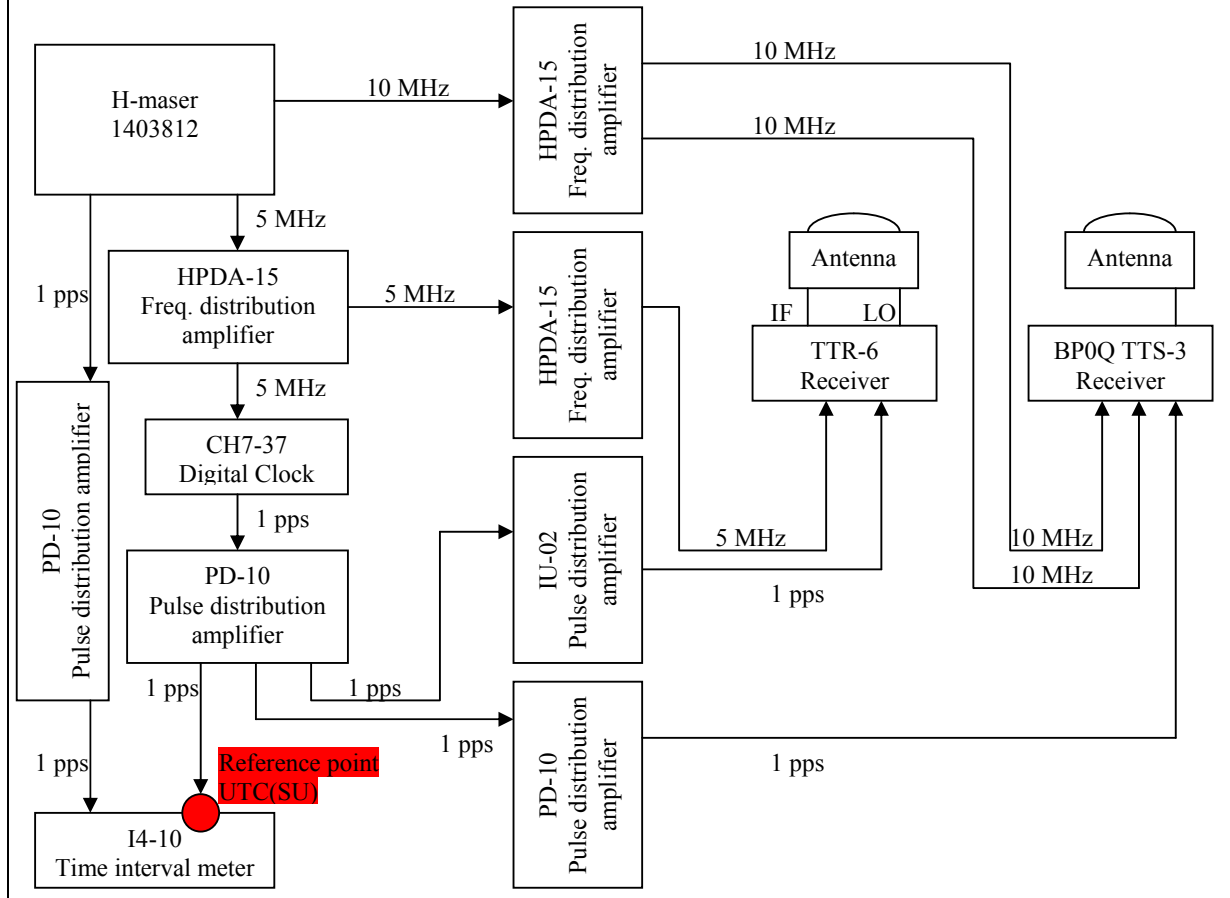 H-maser
1403812
10 MHz
HPDA-15
Freq. distribution
amplifier
10 MHz
10 MHz
1 pps
5 MHz
HPDA-15
Freq. distribution
amplifier
5 MHz
HPDA-15
Freq. distribution
amplifier
Antenna
IF
LO
TTR-6
Receiver
Antenna
BP0Q TTS-3
Receiver
5 MHz
CH7-37
Digital Clock
1 pps
PD-10
Pulse distribution amplifier
PD-10
Pulse distribution
amplifier
IU-02
Pulse distribution
amplifier
5 MHz
1 pps
10 MHz
10 MHz
1 pps
1 pps
1 pps
PD-10
Pulse distribution
amplifier
1 pps
1 pps
Reference point
UTC(SU)
I4-10
Time interval meter